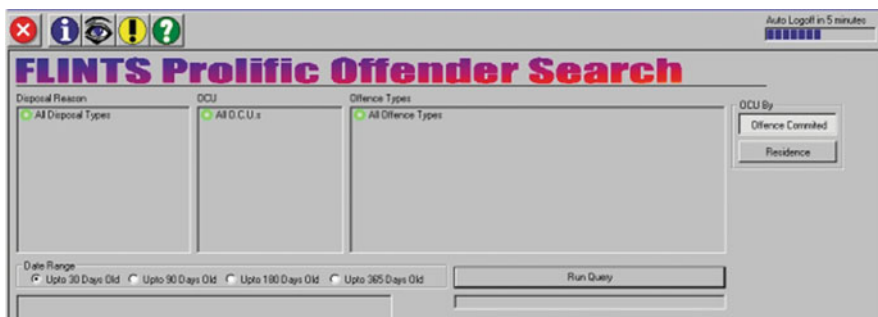 Auto Logoff in 5 minutes
FLINTS Prolific Offender Search
Disposal Reason
All Disposal Types
OCU
All O.C.U.s
Offence Types
All Offence Types
OCU By
Offence Commited
Residence
Date Range
Upto 30 Days Old Upto 90 Days Old Upto 180 Days Old Upto 365 Days Old
Run Query